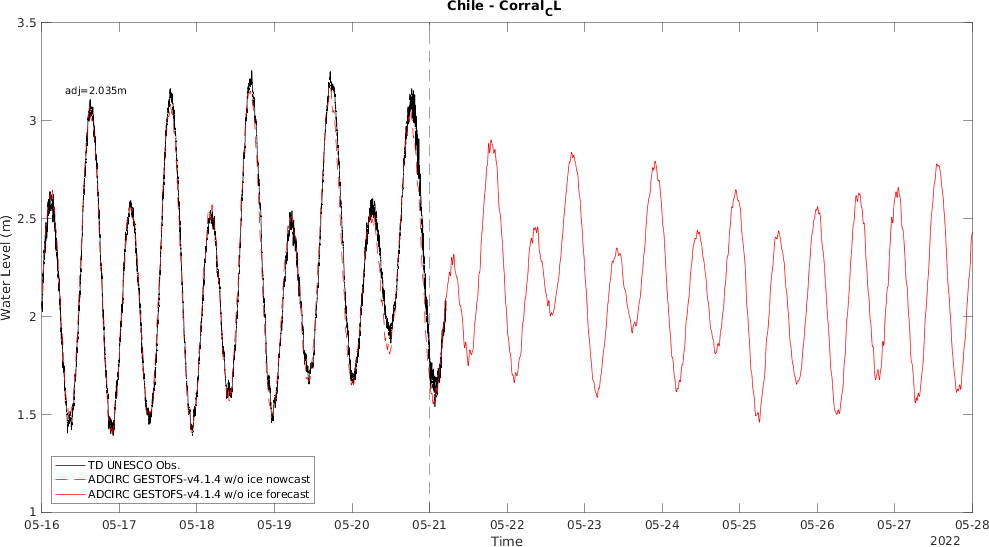 Chile - Corral_CL
adj=2.035m
3.5
3
2.5
2
1.5
1
Water Level (m)
TD UNESCO Obs.
ADCIRC GESTOFS-v4.1.4 w/o ice nowcast
ADCIRC GESTOFS-v4.1.4 w/o ice forecast
05-16 05-17 05-18 05-19 05-20 05-21 05-22 05-23 05-24 05-25 05-26 05-27 05-28
Time
2022